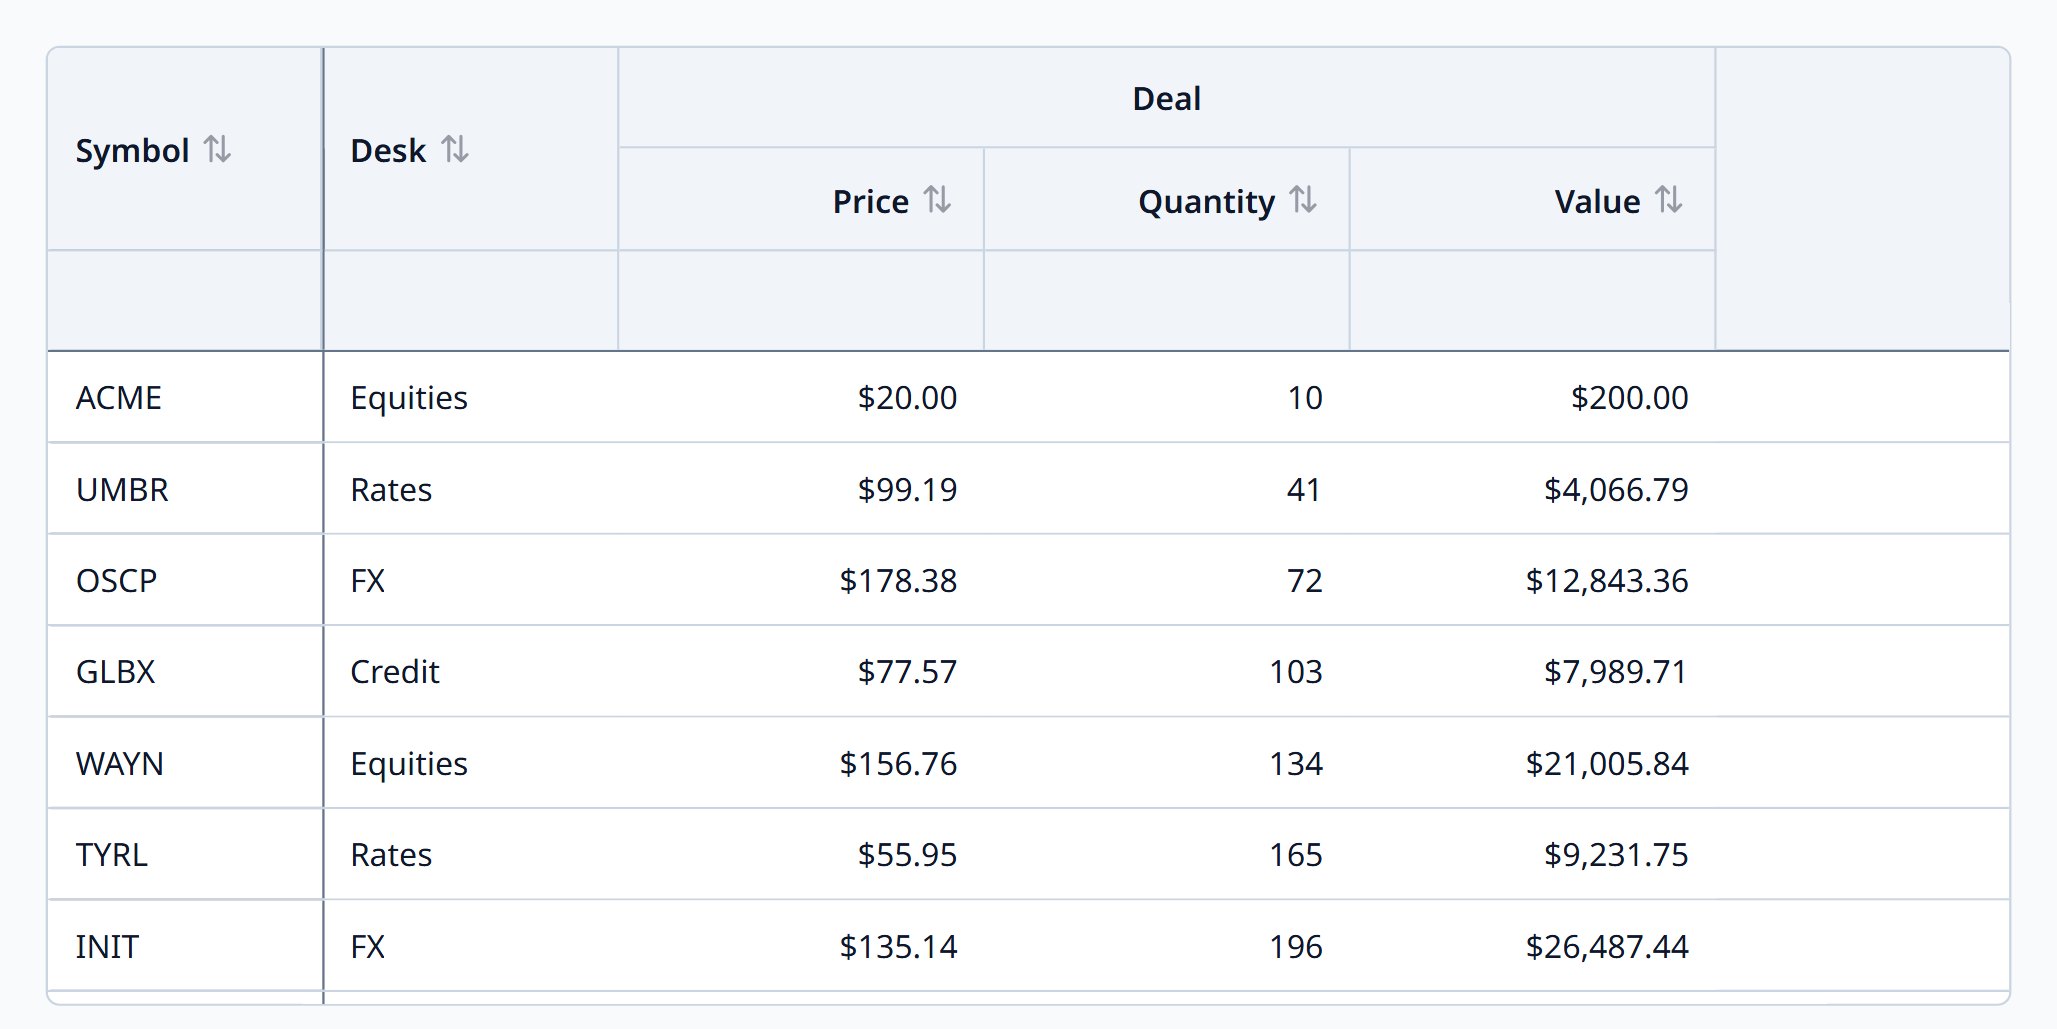 Deal
Symbol Desk
Price Quantity Value
ACME Equities $20.00 10 $200.00
UMBR Rates $99.19 41 $4,066.79
OSCP FX $178.38 72 $12,843.36
GLBX Credit $77.57 103 $7,989.71
WAYN Equities $156.76 134 $21,005.84
TYRL Rates $55.95 165 $9,231.75
INIT FX $135.14 196 $26,487.44